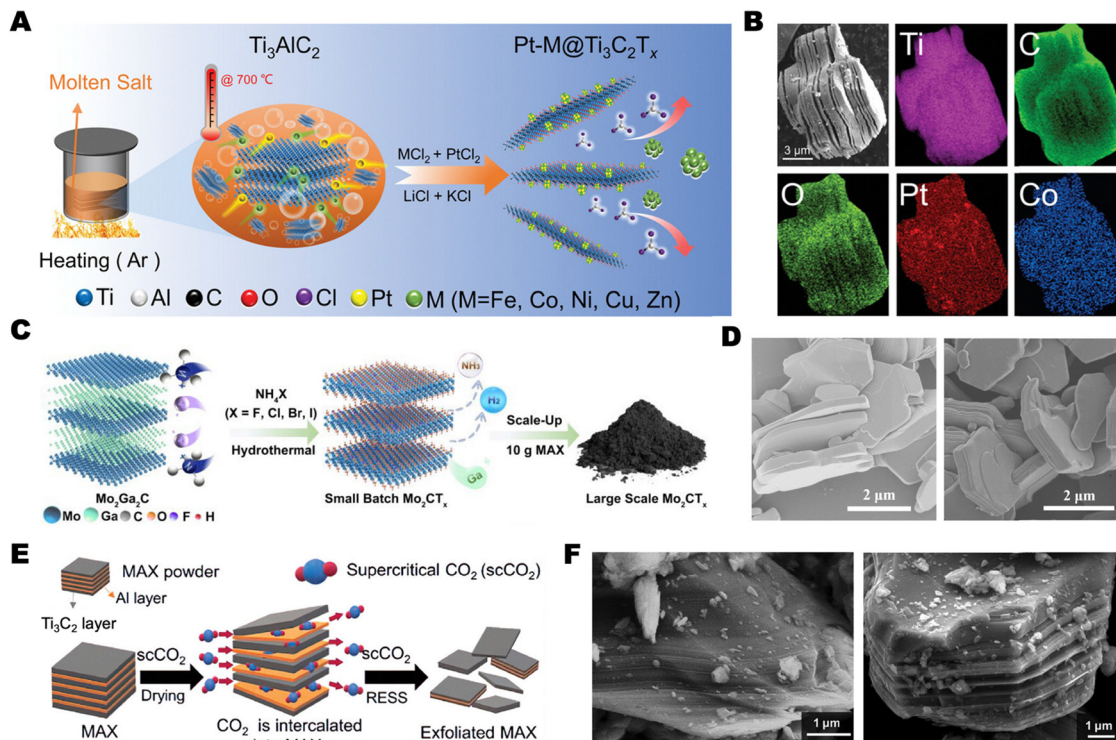 A
Ti₃AlC₂
Pt-M@Ti₃C₂Tₓ
Molten Salt
@ 700 ℃
MCl₂ + PtCl₂
LiCl + KCl
Heating ( Ar )
Ti Al C O Cl Pt M (M=Fe, Co, Ni, Cu, Zn)
B
Ti
C
3 μm
O
Pt
Co
C
NH₄X
(X = F, Cl, Br, I)
Hydrothermal
NH₃
H₂
Ga
Scale-Up
10 g MAX
Mo₂Ga₂C
Small Batch Mo₂CTₓ
Large Scale Mo₂CTₓ
Mo Ga C O F H
D
2 μm
2 μm
E
MAX powder
Al layer
Ti₃C₂ layer
Supercritical CO₂ (scCO₂)
scCO₂
Drying
scCO₂
RESS
MAX
CO₂ is intercalated
Exfoliated MAX
F
1 μm
1 μm